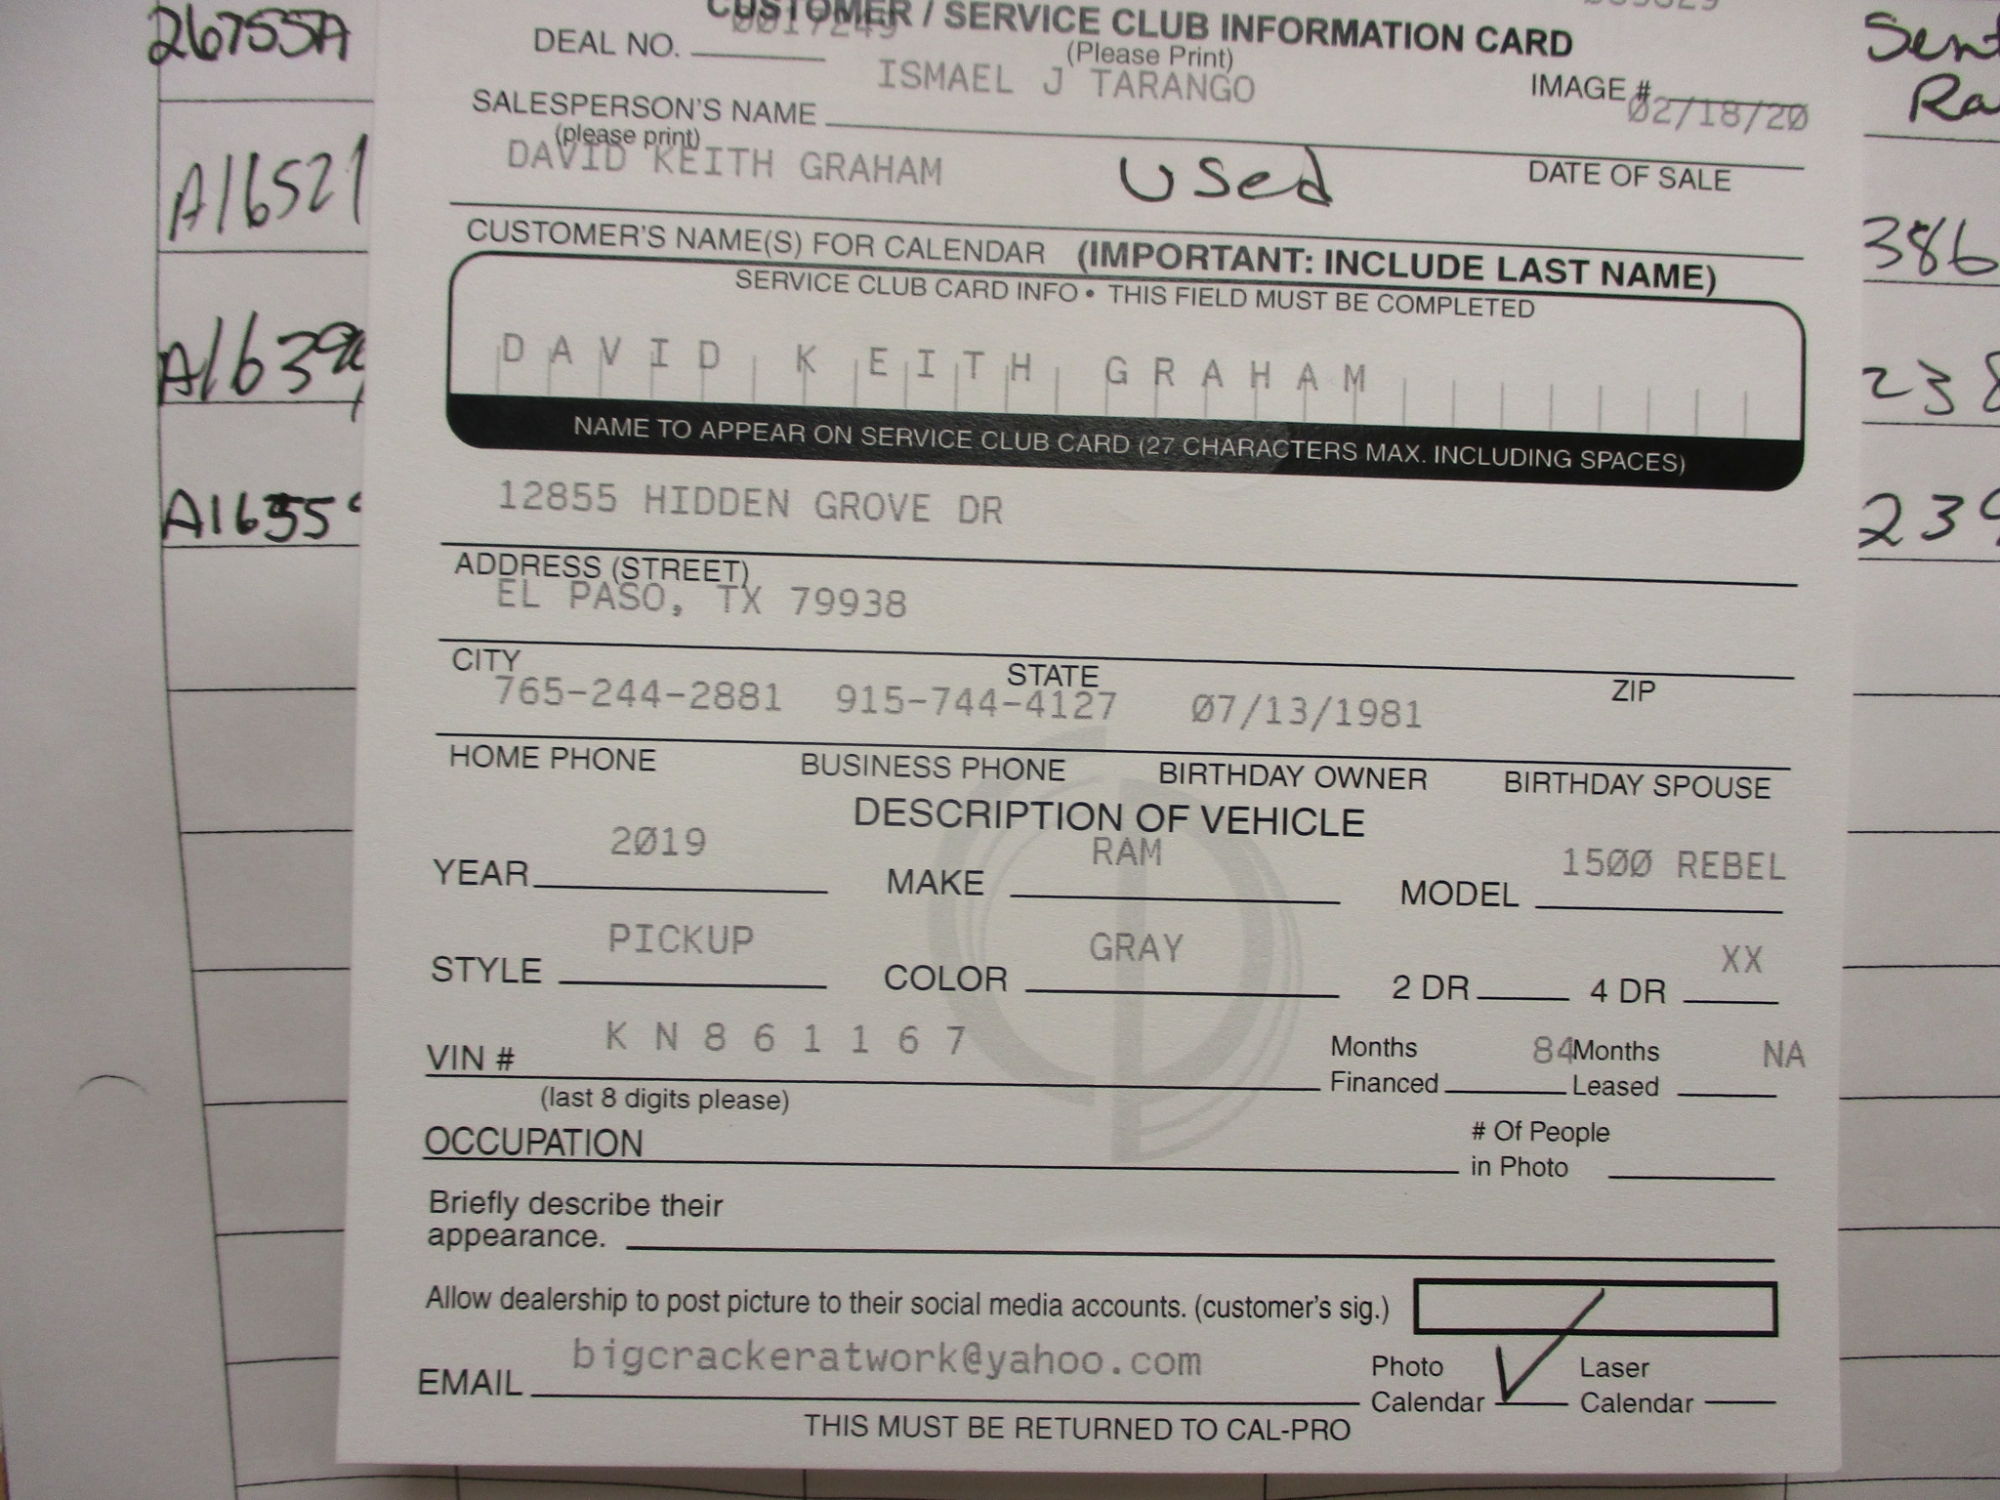 26755A
CUSTOMER / SERVICE CLUB INFORMATION CARD
DEAL NO. 0017249
(Please Print)
ISMAEL J TARANGO
IMAGE #
02/18/20
SALESPERSON'S NAME
(please print)
DAVID KEITH GRAHAM
Used
DATE OF SALE
A16521
386
CUSTOMER'S NAME(S) FOR CALENDAR (IMPORTANT: INCLUDE LAST NAME)
SERVICE CLUB CARD INFO • THIS FIELD MUST BE COMPLETED
DAVID KEITH GRAHAM
238
NAME TO APPEAR ON SERVICE CLUB CARD (27 CHARACTERS MAX. INCLUDING SPACES)
12855 HIDDEN GROVE DR
239
ADDRESS (STREET)
EL PASO, TX 79938
CITY STATE ZIP
765-244-2881 915-744-4127 07/13/1981
HOME PHONE BUSINESS PHONE BIRTHDAY OWNER BIRTHDAY SPOUSE
DESCRIPTION OF VEHICLE
YEAR 2019 MAKE RAM MODEL 1500 REBEL
STYLE PICKUP COLOR GRAY 2 DR 4 DR XX
VIN # KN861167 Months Financed 84 Months Leased NA
(last 8 digits please)
OCCUPATION # Of People in Photo
Briefly describe their
appearance.
Allow dealership to post picture to their social media accounts. (customer's sig.)
EMAIL bigcrackeratwork@yahoo.com Photo Calendar ✓ Laser Calendar
THIS MUST BE RETURNED TO CAL-PRO